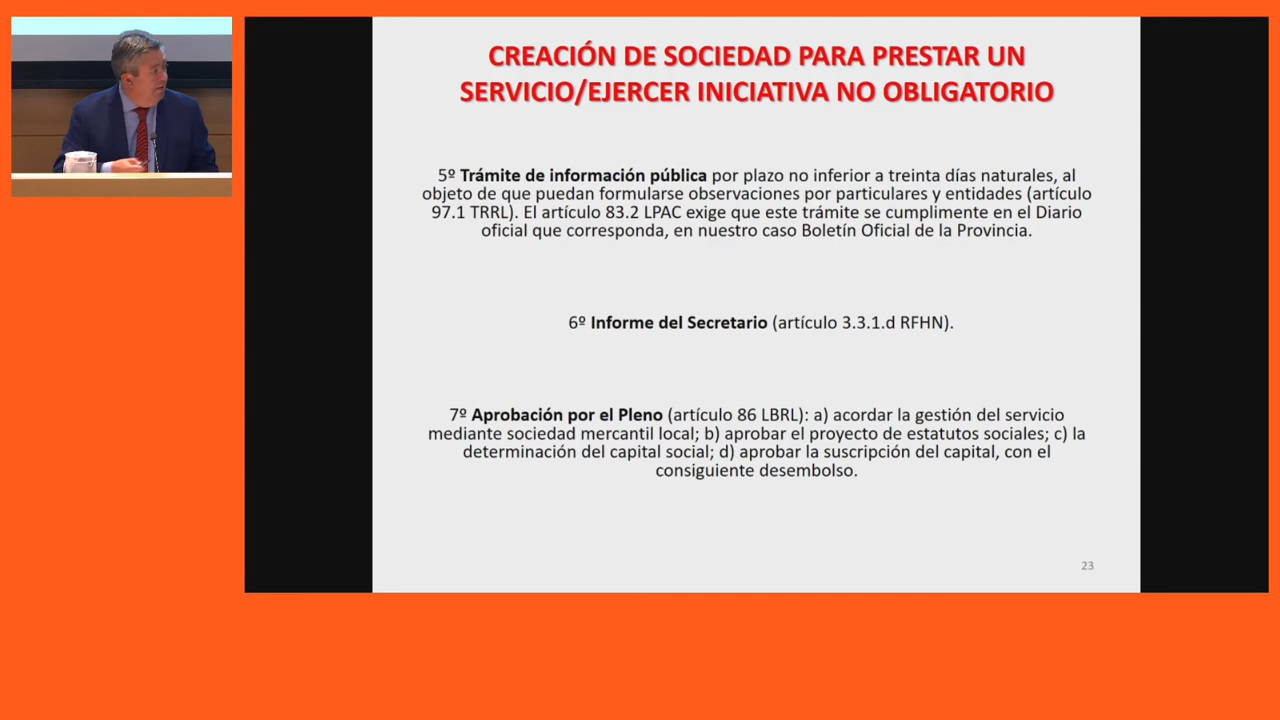 CREACIÓN DE SOCIEDAD PARA PRESTAR UN
SERVICIO/EJERCER INICIATIVA NO OBLIGATORIO
5º Trámite de información pública por plazo no inferior a treinta días naturales, al
objeto de que puedan formularse observaciones por particulares y entidades (artículo
97.1 TRRL). El artículo 83.2 LPAC exige que este trámite se cumplimente en el Diario
oficial que corresponda, en nuestro caso Boletín Oficial de la Provincia.
6º Informe del Secretario (artículo 3.3.1.d RFHN).
7º Aprobación por el Pleno (artículo 86 LBRL): a) acordar la gestión del servicio
mediante sociedad mercantil local; b) aprobar el proyecto de estatutos sociales; c) la
determinación del capital social; d) aprobar la suscripción del capital, con el
consiguiente desembolso.
23